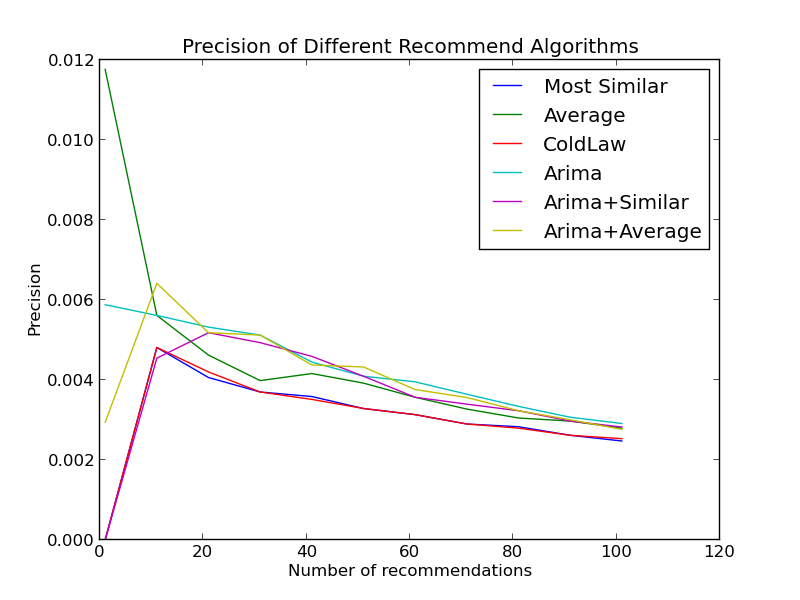 Precision of Different Recommend Algorithms
0.012
0.010
0.008
0.006
0.004
0.002
0.000
Precision
Most Similar
Average
ColdLaw
Arima
Arima+Similar
Arima+Average
0 20 40 60 80 100 120
Number of recommendations